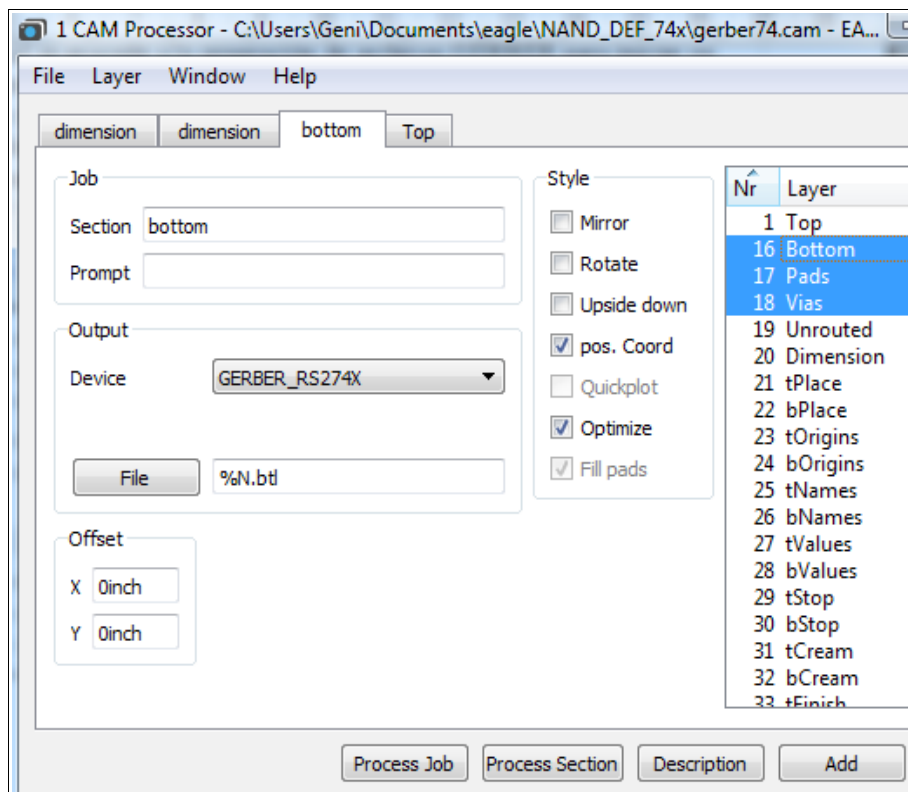 1 CAM Processor - C:\Users\Geni\Documents\eagle\NAND_DEF_74x\gerber74.cam - EA...
File Layer Window Help
dimension dimension bottom Top
Job
Section bottom
Prompt
Output
Device GERBER_RS274X
File %N.btl
Offset
X 0inch
Y 0inch
Style
Mirror
Rotate
Upside down
pos. Coord
Quickplot
Optimize
Fill pads
Nr Layer
1 Top
16 Bottom
17 Pads
18 Vias
19 Unrouted
20 Dimension
21 tPlace
22 bPlace
23 tOrigins
24 bOrigins
25 tNames
26 bNames
27 tValues
28 bValues
29 tStop
30 bStop
31 tCream
32 bCream
33 tFinish
Process Job Process Section Description Add